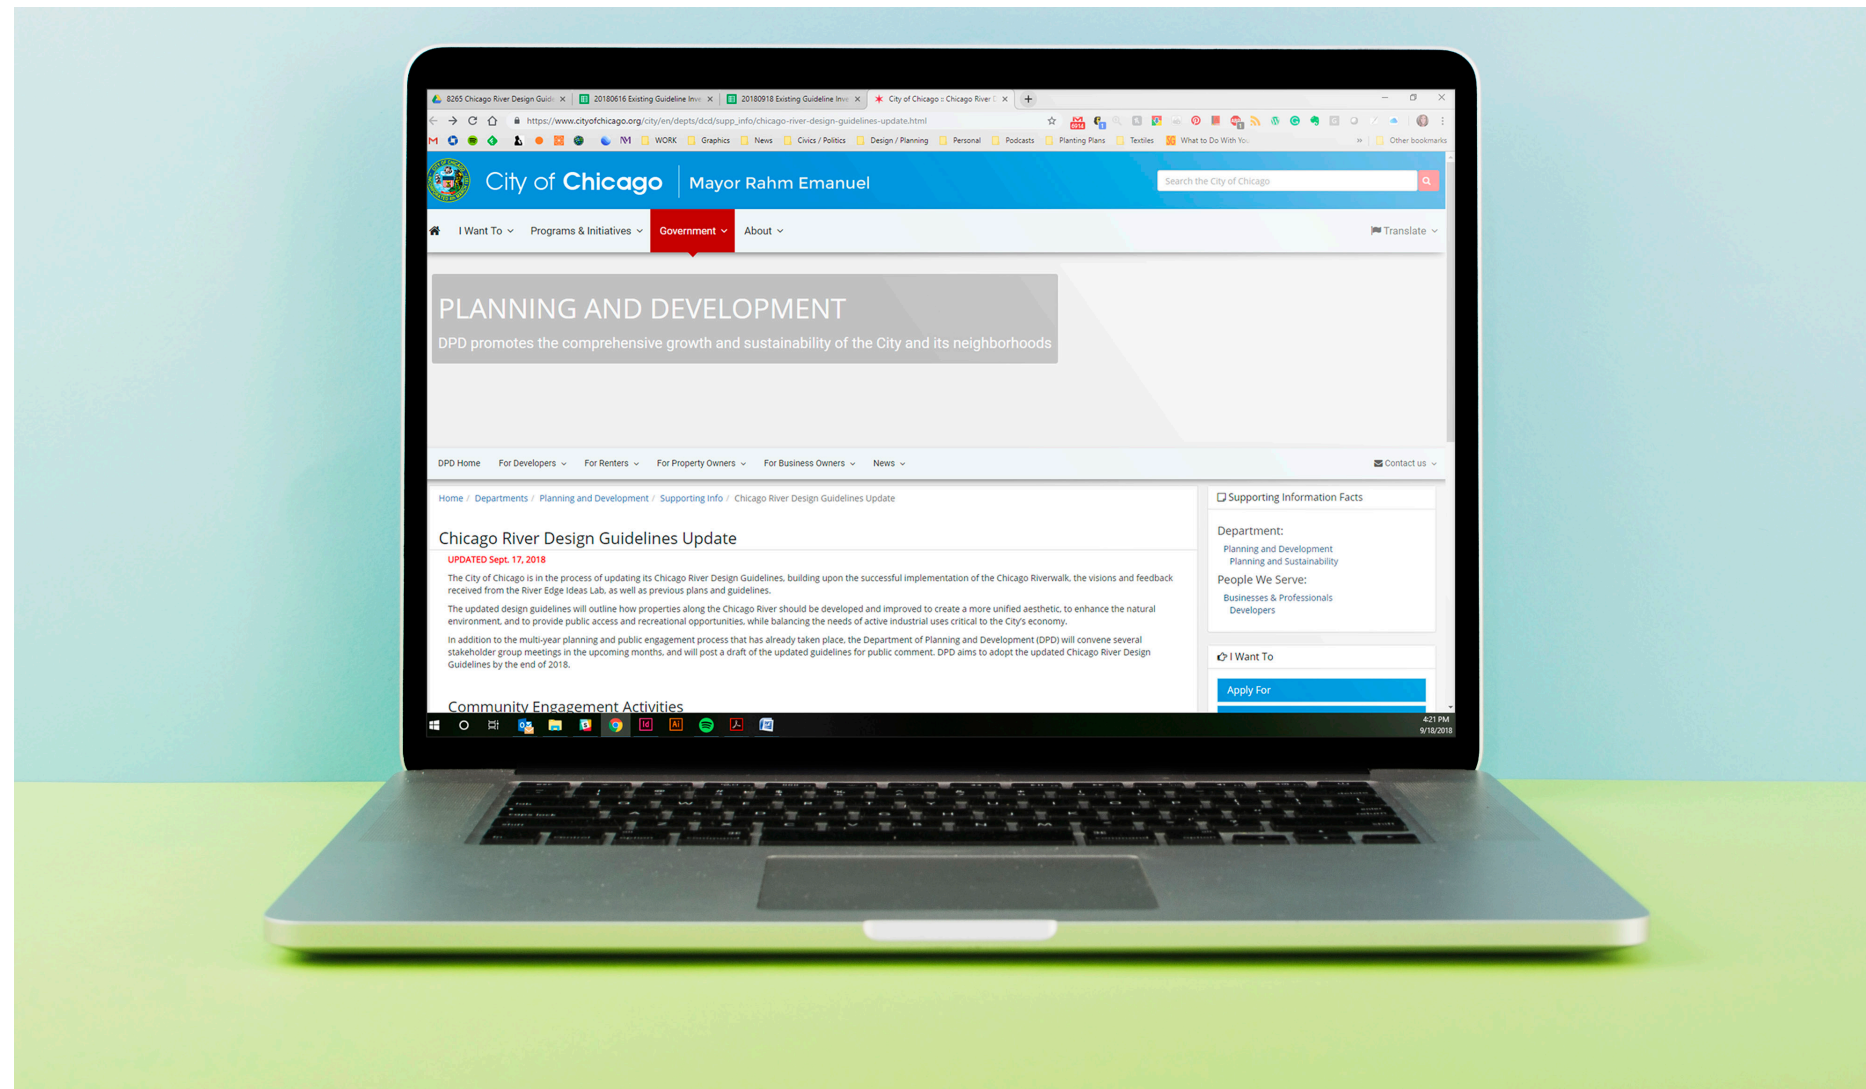 8265 Chicago River Design Guide
20180616 Existing Guideline Inve
20180918 Existing Guideline Inve
City of Chicago :: Chicago River D
https://www.cityofchicago.org/city/en/depts/dcd/supp_info/chicago-river-design-guidelines-update.html
WORK Graphics News Civics / Politics Design / Planning Personal Podcasts Planting Plans Textiles What to Do With You Other bookmarks
City of Chicago Mayor Rahm Emanuel
Search the City of Chicago
I Want To Programs & Initiatives Government About Translate
PLANNING AND DEVELOPMENT
DPD promotes the comprehensive growth and sustainability of the City and its neighborhoods
DPD Home For Developers For Renters For Property Owners For Business Owners News Contact us
Home / Departments / Planning and Development / Supporting Info / Chicago River Design Guidelines Update
Chicago River Design Guidelines Update
UPDATED Sept. 17, 2018
The City of Chicago is in the process of updating its Chicago River Design Guidelines, building upon the successful implementation of the Chicago Riverwalk, the visions and feedback
received from the River Edge Ideas Lab, as well as previous plans and guidelines.
The updated design guidelines will outline how properties along the Chicago River should be developed and improved to create a more unified aesthetic, to enhance the natural
environment, and to provide public access and recreational opportunities, while balancing the needs of active industrial uses critical to the City's economy.
In addition to the multi-year planning and public engagement process that has already taken place, the Department of Planning and Development (DPD) will convene several
stakeholder group meetings in the upcoming months, and will post a draft of the updated guidelines for public comment. DPD aims to adopt the updated Chicago River Design
Guidelines by the end of 2018.
Community Engagement Activities
Supporting Information Facts
Department:
Planning and Development
Planning and Sustainability
People We Serve:
Businesses & Professionals
Developers
I Want To
Apply For
4:21 PM
9/18/2018